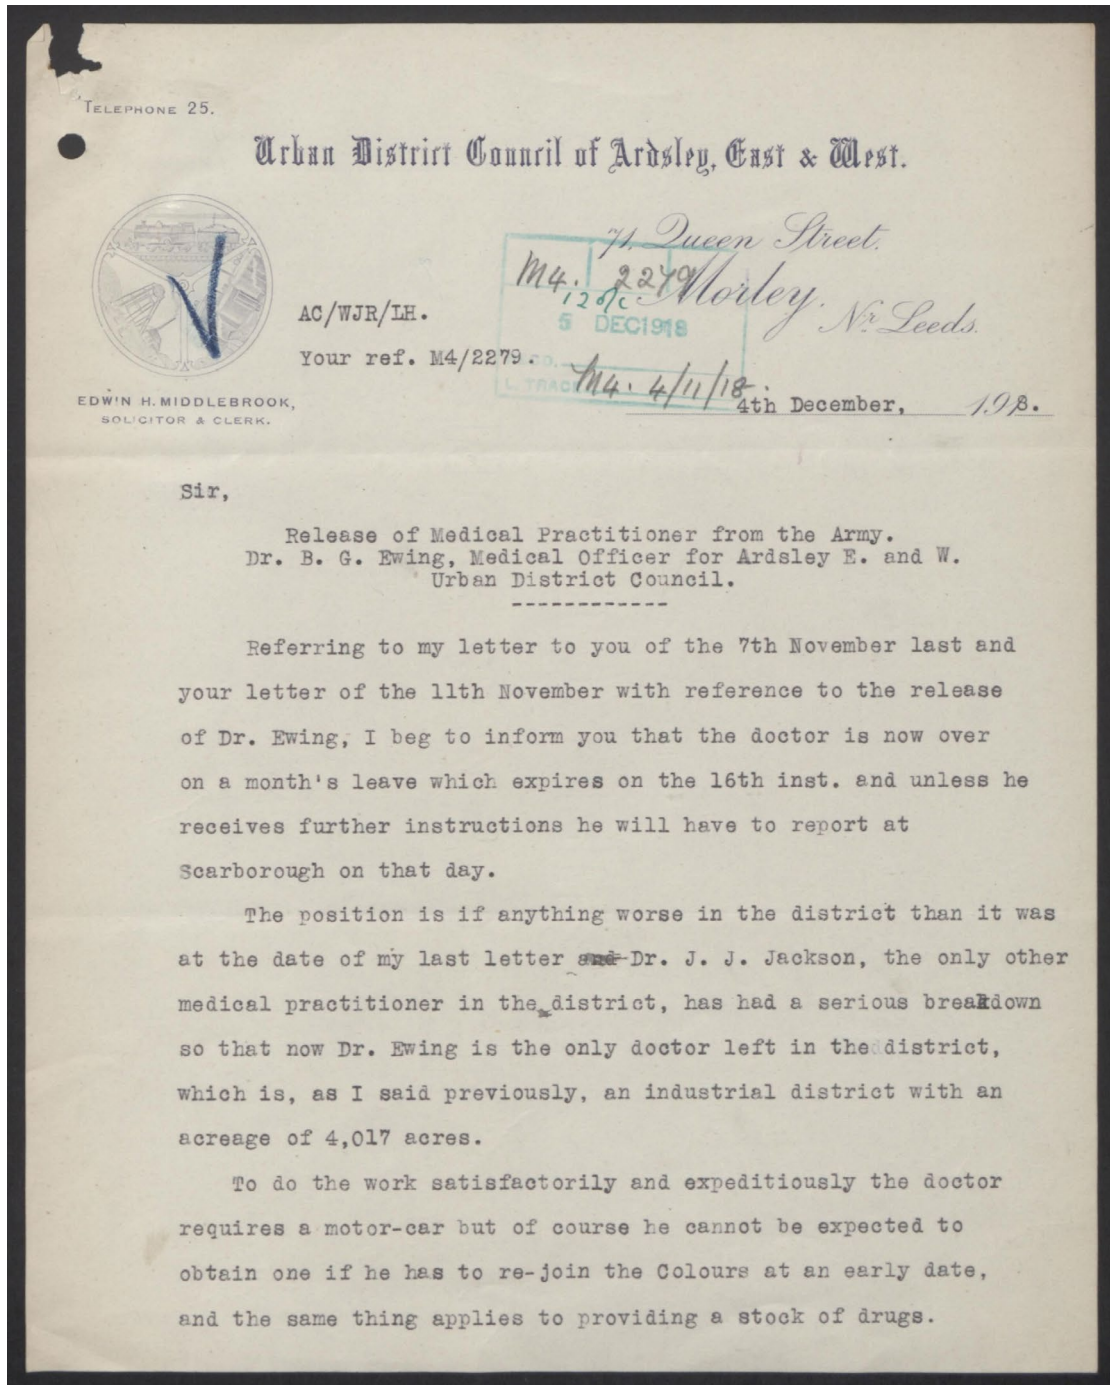 TELEPHONE 25.
Urban District Council of Ardsley, East & West.
71, Queen Street.
Morley.
Nr Leeds.
M4. 2279
5 DEC 1918
M4. 4/11/18.
AC/WJR/LH.
Your ref. M4/2279.
EDWIN H. MIDDLEBROOK,
SOLICITOR & CLERK.
4th December, 1918.
Sir,
Release of Medical Practitioner from the Army.
Dr. B. G. Ewing, Medical Officer for Ardsley E. and W.
Urban District Council.
------------
Referring to my letter to you of the 7th November last and
your letter of the 11th November with reference to the release
of Dr. Ewing, I beg to inform you that the doctor is now over
on a month's leave which expires on the 16th inst. and unless he
receives further instructions he will have to report at
Scarborough on that day.
The position is if anything worse in the district than it was
at the date of my last letter and Dr. J. J. Jackson, the only other
medical practitioner in the district, has had a serious breakdown
so that now Dr. Ewing is the only doctor left in the district,
which is, as I said previously, an industrial district with an
acreage of 4,017 acres.
To do the work satisfactorily and expeditiously the doctor
requires a motor-car but of course he cannot be expected to
obtain one if he has to re-join the Colours at an early date,
and the same thing applies to providing a stock of drugs.